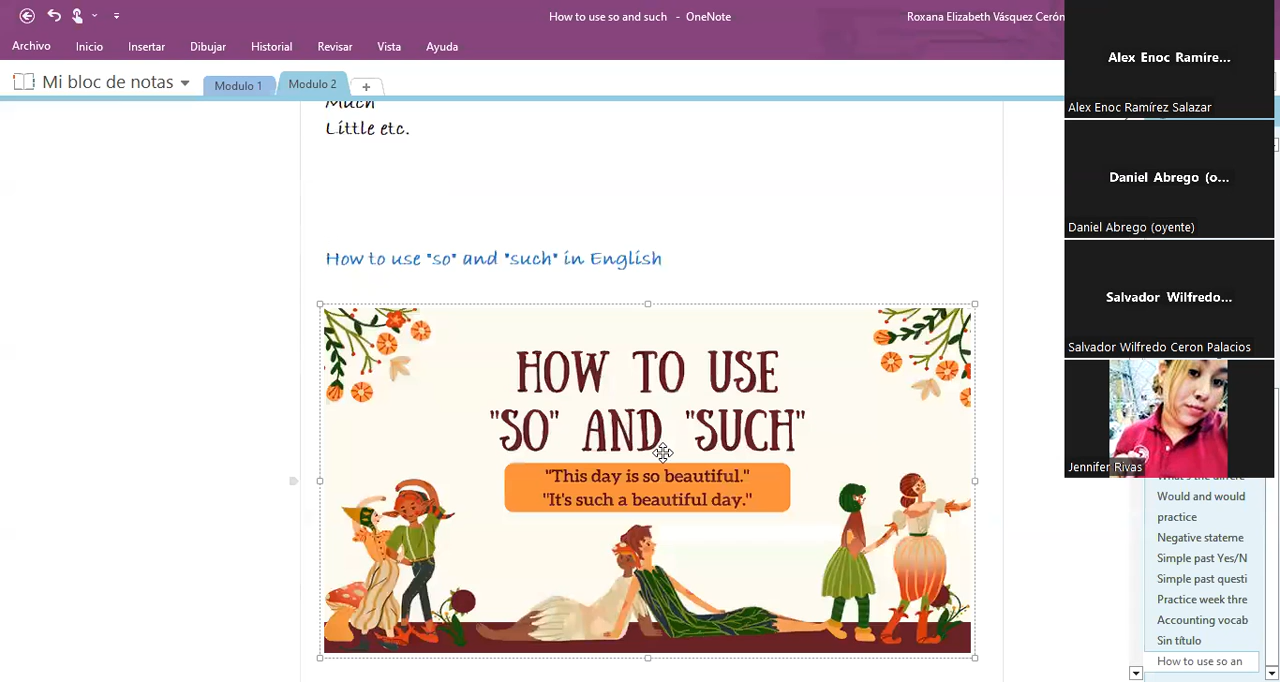 How to use so and such - OneNote
Roxana Elizabeth Vásquez Cerón
Archivo Inicio Insertar Dibujar Historial Revisar Vista Ayuda
Mi bloc de notas Modulo 1 Modulo 2 +
Much
Little etc.
How to use "so" and "such" in English
HOW TO USE
"SO" AND "SUCH"
"This day is so beautiful."
"It's such a beautiful day."
Alex Enoc Ramíre...
Alex Enoc Ramírez Salazar
Daniel Abrego (o...
Daniel Abrego (oyente)
Salvador Wilfredo...
Salvador Wilfredo Ceron Palacios
Jennifer Rivas
What's the differe
Would and would
practice
Negative stateme
Simple past Yes/N
Simple past questi
Practice week thre
Accounting vocab
Sin título
How to use so an